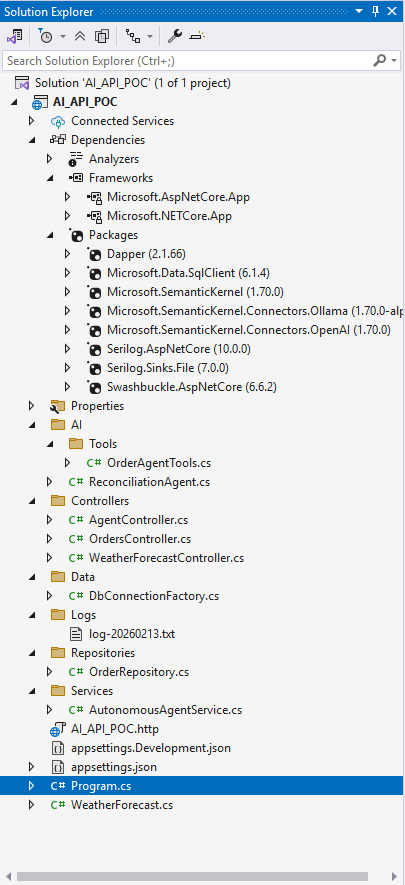 Solution Explorer
Search Solution Explorer (Ctrl+;)
Solution 'AI_API_POC' (1 of 1 project)
AI_API_POC
Connected Services
Dependencies
Analyzers
Frameworks
Microsoft.AspNetCore.App
Microsoft.NETCore.App
Packages
Dapper (2.1.66)
Microsoft.Data.SqlClient (6.1.4)
Microsoft.SemanticKernel (1.70.0)
Microsoft.SemanticKernel.Connectors.Ollama (1.70.0-alp
Microsoft.SemanticKernel.Connectors.OpenAI (1.70.0)
Serilog.AspNetCore (10.0.0)
Serilog.Sinks.File (7.0.0)
Swashbuckle.AspNetCore (6.6.2)
Properties
AI
Tools
C# OrderAgentTools.cs
C# ReconciliationAgent.cs
Controllers
C# AgentController.cs
C# OrdersController.cs
C# WeatherForecastController.cs
Data
C# DbConnectionFactory.cs
Logs
log-20260213.txt
Repositories
C# OrderRepository.cs
Services
C# AutonomousAgentService.cs
AI_API_POC.http
appsettings.Development.json
appsettings.json
C# Program.cs
C# WeatherForecast.cs